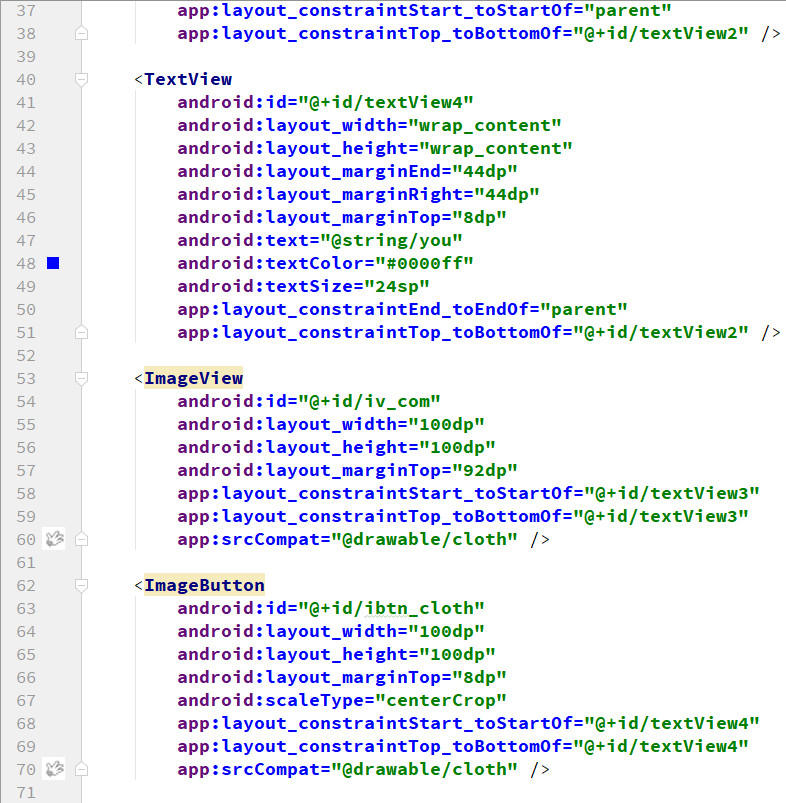 37 app:layout_constraintStart_toStartOf="parent"
38 app:layout_constraintTop_toBottomOf="@+id/textView2" />
39
40 <TextView
41 android:id="@+id/textView4"
42 android:layout_width="wrap_content"
43 android:layout_height="wrap_content"
44 android:layout_marginEnd="44dp"
45 android:layout_marginRight="44dp"
46 android:layout_marginTop="8dp"
47 android:text="@string/you"
48 android:textColor="#0000ff"
49 android:textSize="24sp"
50 app:layout_constraintEnd_toEndOf="parent"
51 app:layout_constraintTop_toBottomOf="@+id/textView2" />
52
53 <ImageView
54 android:id="@+id/iv_com"
55 android:layout_width="100dp"
56 android:layout_height="100dp"
57 android:layout_marginTop="92dp"
58 app:layout_constraintStart_toStartOf="@+id/textView3"
59 app:layout_constraintTop_toBottomOf="@+id/textView3"
60 app:srcCompat="@drawable/cloth" />
61
62 <ImageButton
63 android:id="@+id/ibtn_cloth"
64 android:layout_width="100dp"
65 android:layout_height="100dp"
66 android:layout_marginTop="8dp"
67 android:scaleType="centerCrop"
68 app:layout_constraintStart_toStartOf="@+id/textView4"
69 app:layout_constraintTop_toBottomOf="@+id/textView4"
70 app:srcCompat="@drawable/cloth" />
71